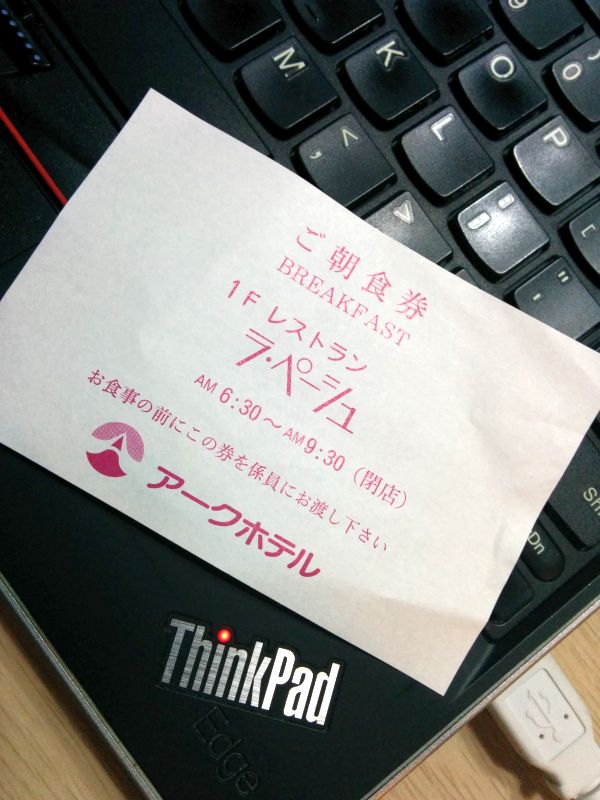 ご朝食券
BREAKFAST
1F レストラン
ラ・ペーシュ
AM 6:30～AM 9:30 (閉店)
お食事の前にこの券を係員にお渡し下さい
アークホテル
ThinkPad
Edge
M
K
O
L
P
Dn